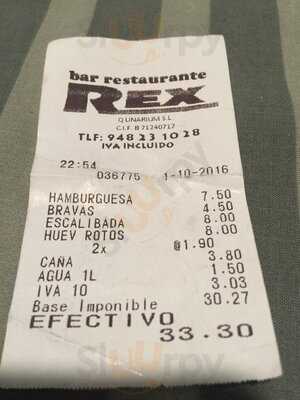 bar restaurante
REX
QUNARIUM S.L
C.I.F. B 71240717
TLF: 948 23 10 28
IVA INCLUIDO
22:54
036775 1-10-2016
HAMBURGUESA 7.50
BRAVAS 4.50
ESCALIBADA 8.00
HUEV ROTOS 8.00
2x @1.90
CAÑA 3.80
AGUA 1L 1.50
IVA 10 3.03
Base Imponible 30.27
EFECTIVO 33.30